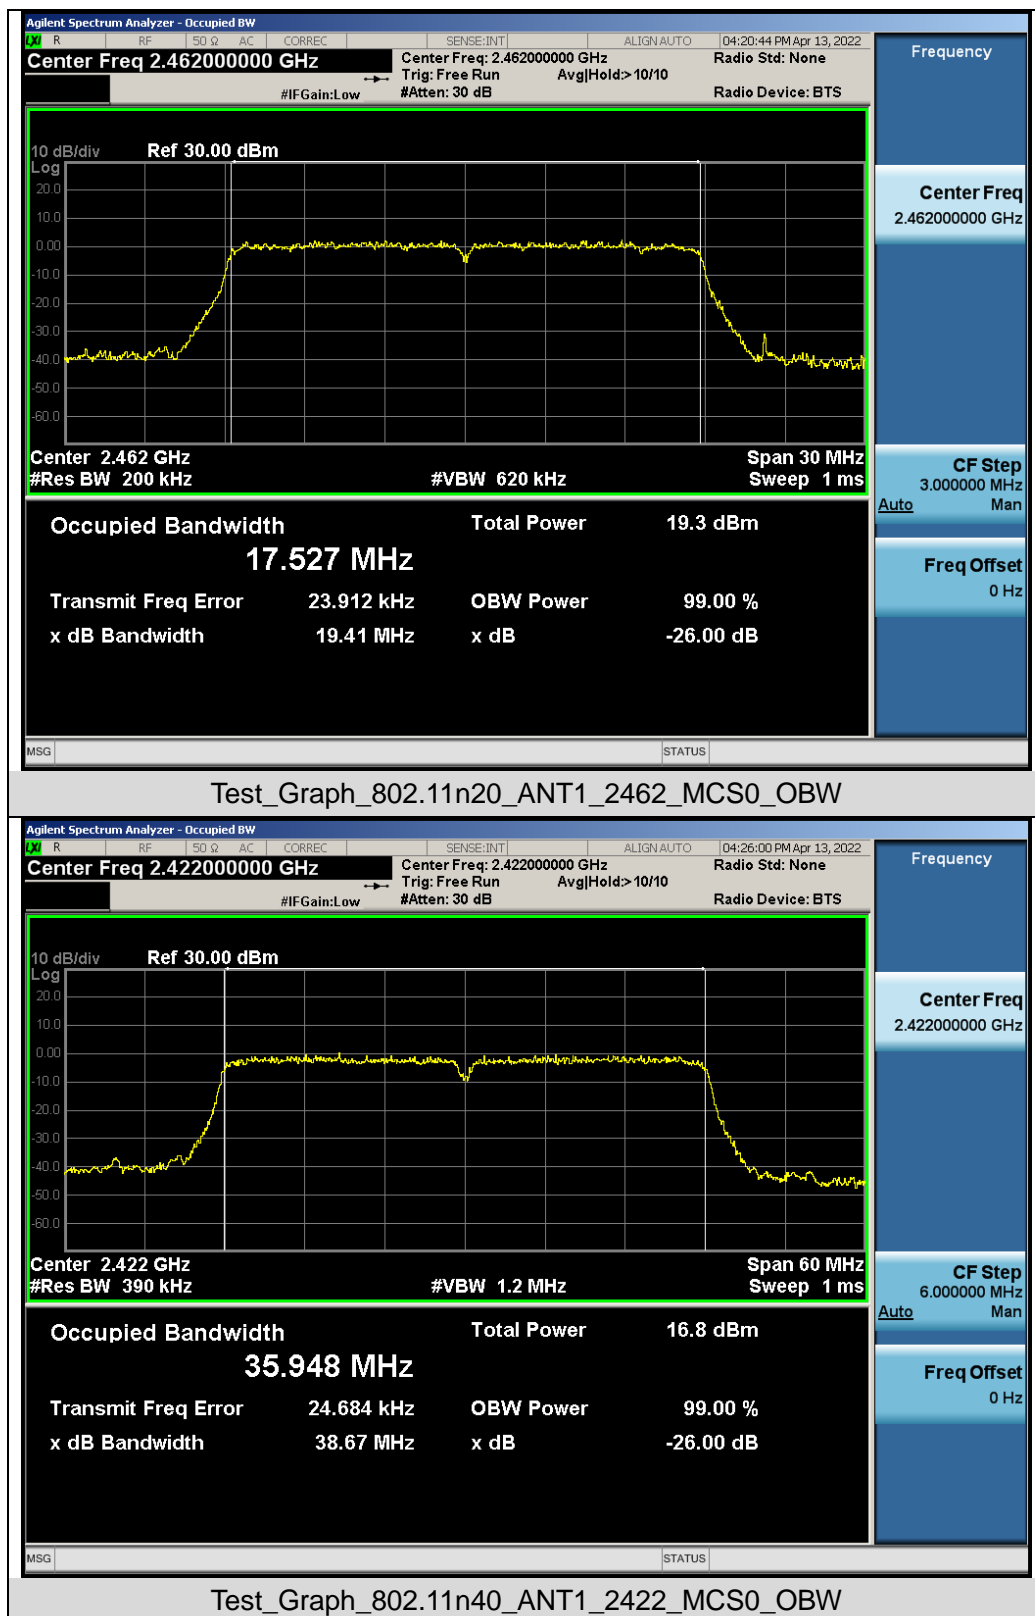 Agilent Spectrum Analyzer - Occupied BW
LXI R RF 50 Ω AC CORREC SENSE:INT ALIGN AUTO 04:20:44 PM Apr 13, 2022
Center Freq 2.462000000 GHz
Center Freq: 2.462000000 GHz
Radio Std: None
Trig: Free Run Avg|Hold:> 10/10
#IFGain:Low
#Atten: 30 dB
Radio Device: BTS
Frequency
10 dB/div Ref 30.00 dBm
Log
20.0
10.0
0.00
-10.0
-20.0
-30.0
-40.0
-50.0
-60.0
Center Freq
2.462000000 GHz
Center 2.462 GHz Span 30 MHz
#Res BW 200 kHz #VBW 620 kHz Sweep 1 ms
CF Step
3.000000 MHz
Auto Man
Occupied Bandwidth Total Power 19.3 dBm
17.527 MHz
Transmit Freq Error 23.912 kHz OBW Power 99.00 %
x dB Bandwidth 19.41 MHz x dB -26.00 dB
Freq Offset
0 Hz
MSG STATUS
Test_Graph_802.11n20_ANT1_2462_MCS0_OBW
Agilent Spectrum Analyzer - Occupied BW
LXI R RF 50 Ω AC CORREC SENSE:INT ALIGN AUTO 04:26:00 PM Apr 13, 2022
Center Freq 2.422000000 GHz
Center Freq: 2.422000000 GHz
Radio Std: None
Trig: Free Run Avg|Hold:> 10/10
#IFGain:Low
#Atten: 30 dB
Radio Device: BTS
Frequency
10 dB/div Ref 30.00 dBm
Log
20.0
10.0
0.00
-10.0
-20.0
-30.0
-40.0
-50.0
-60.0
Center Freq
2.422000000 GHz
Center 2.422 GHz Span 60 MHz
#Res BW 390 kHz #VBW 1.2 MHz Sweep 1 ms
CF Step
6.000000 MHz
Auto Man
Occupied Bandwidth Total Power 16.8 dBm
35.948 MHz
Transmit Freq Error 24.684 kHz OBW Power 99.00 %
x dB Bandwidth 38.67 MHz x dB -26.00 dB
Freq Offset
0 Hz
MSG STATUS
Test_Graph_802.11n40_ANT1_2422_MCS0_OBW